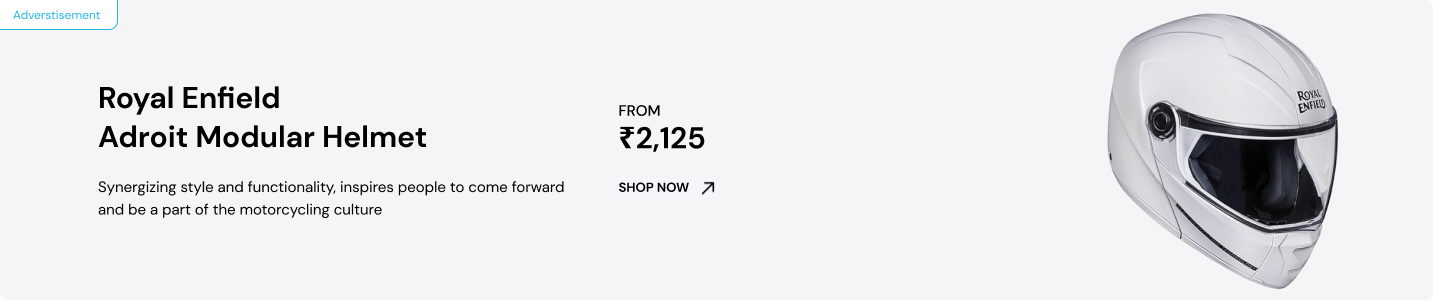 Adverstisement
Royal Enfield
Adroit Modular Helmet
Synergizing style and functionality, inspires people to come forward
and be a part of the motorcycling culture
FROM
₹2,125
SHOP NOW
ROYAL
ENFIELD